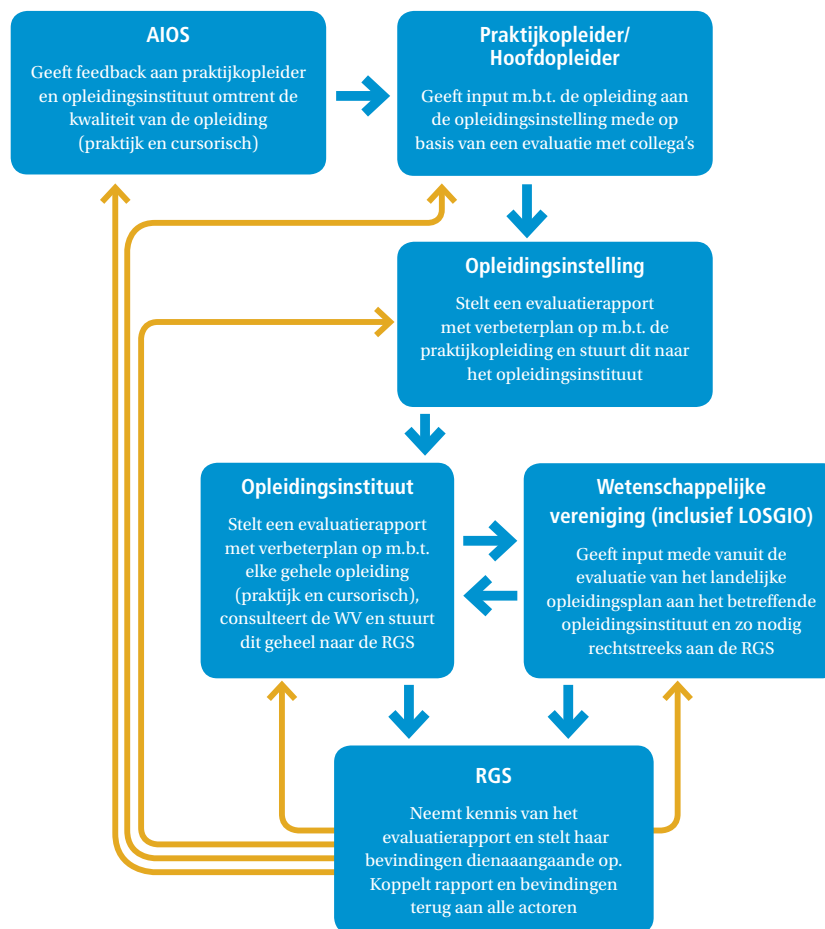 AIOS
Geeft feedback aan praktijkopleider
en opleidingsinstituut omtrent de
kwaliteit van de opleiding
(praktijk en cursorisch)
Praktijkopleider/
Hoofdopleider
Geeft input m.b.t. de opleiding aan
de opleidingsinstelling mede op
basis van een evaluatie met collega's
Opleidingsinstelling
Stelt een evaluatierapport
met verbeterplan op m.b.t. de
praktijkopleiding en stuurt dit naar
het opleidingsinstituut
Opleidingsinstituut
Stelt een evaluatierapport
met verbeterplan op m.b.t.
elke gehele opleiding
(praktijk en cursorisch),
consulteert de WV en stuurt
dit geheel naar de RGS
Wetenschappelijke
vereniging (inclusief LOSGIO)
Geeft input mede vanuit de
evaluatie van het landelijke
opleidingsplan aan het betreffende
opleidingsinstituut en zo nodig
rechtstreeks aan de RGS
RGS
Neemt kennis van het
evaluatierapport en stelt haar
bevindingen dienaaangaande op.
Koppelt rapport en bevindingen
terug aan alle actoren